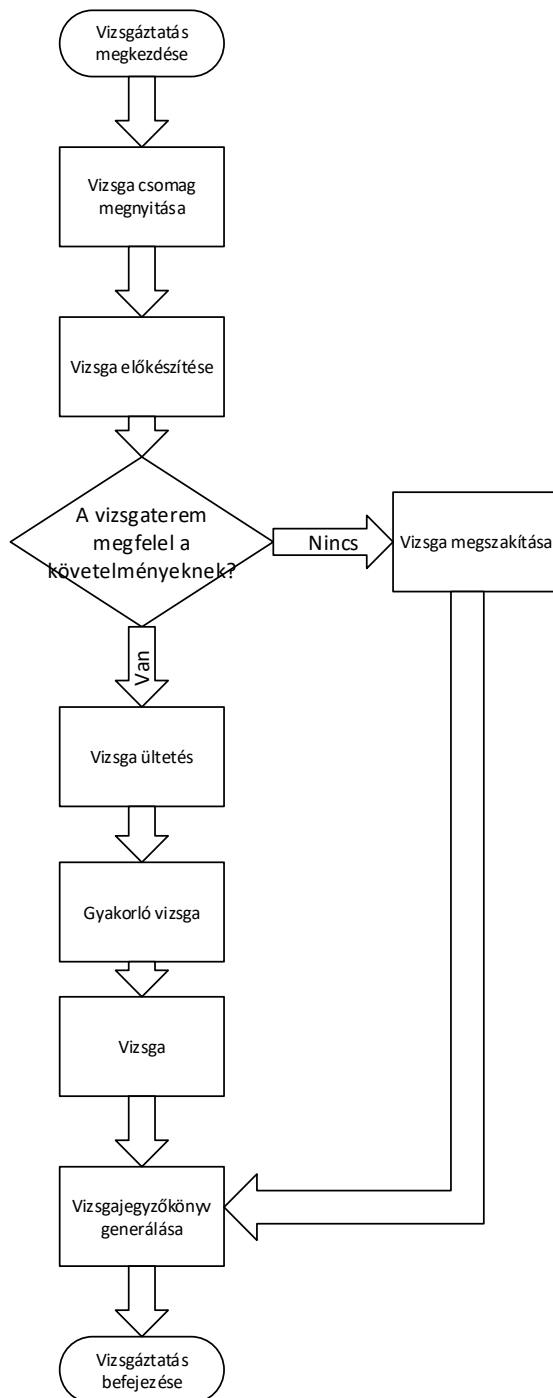 Vizsgáztatás
megkezdése
Vizsga csomag
megnyitása
Vizsga előkészítése
A vizsgaterem
megfelel a
követelményeknek?
Nincs
Vizsga megszakítása
Van
Vizsga ültetés
Gyakorló vizsga
Vizsga
Vizsgajegyzőkönyv
generálása
Vizsgáztatás
befejezése